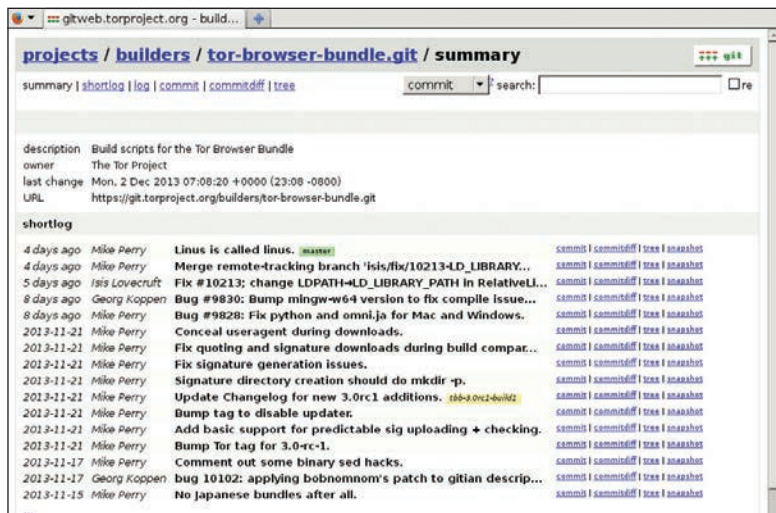 gitweb.torproject.org - build...
projects / builders / tor-browser-bundle.git / summary
git
summary | shortlog | log | commit | commitdiff | tree
commit ? search: re
description Build scripts for the Tor Browser Bundle
owner The Tor Project
last change Mon, 2 Dec 2013 07:08:20 +0000 (23:08 -0800)
URL https://git.torproject.org/builders/tor-browser-bundle.git
shortlog
4 days ago Mike Perry Linus is called linus. master commit | commitdiff | tree | snapshot
4 days ago Mike Perry Merge remote-tracking branch 'isis/fix/10213-LD_LIBRARY... commit | commitdiff | tree | snapshot
5 days ago Isis Lovecruft Fix #10213; change LDPATH→LD_LIBRARY_PATH in RelativeLi... commit | commitdiff | tree | snapshot
8 days ago Georg Koppen Bug #9830: Bump mingw-w64 version to fix compile issue... commit | commitdiff | tree | snapshot
8 days ago Mike Perry Bug #9828: Fix python and omni.ja for Mac and Windows. commit | commitdiff | tree | snapshot
2013-11-21 Mike Perry Conceal useragent during downloads. commit | commitdiff | tree | snapshot
2013-11-21 Mike Perry Fix quoting and signature downloads during build compar... commit | commitdiff | tree | snapshot
2013-11-21 Mike Perry Fix signature generation issues. commit | commitdiff | tree | snapshot
2013-11-21 Mike Perry Signature directory creation should do mkdir -p. commit | commitdiff | tree | snapshot
2013-11-21 Mike Perry Update Changelog for new 3.0rc1 additions. tbb-3.0rc1-build1 commit | commitdiff | tree | snapshot
2013-11-21 Mike Perry Bump tag to disable updater. commit | commitdiff | tree | snapshot
2013-11-21 Mike Perry Add basic support for predictable sig uploading + checking. commit | commitdiff | tree | snapshot
2013-11-21 Mike Perry Bump Tor tag for 3.0-rc-1. commit | commitdiff | tree | snapshot
2013-11-17 Mike Perry Comment out some binary sed hacks. commit | commitdiff | tree | snapshot
2013-11-17 Georg Koppen bug 10102: applying bobnomnom's patch to gitian descrip... commit | commitdiff | tree | snapshot
2013-11-15 Mike Perry No Japanese bundles after all. commit | commitdiff | tree | snapshot